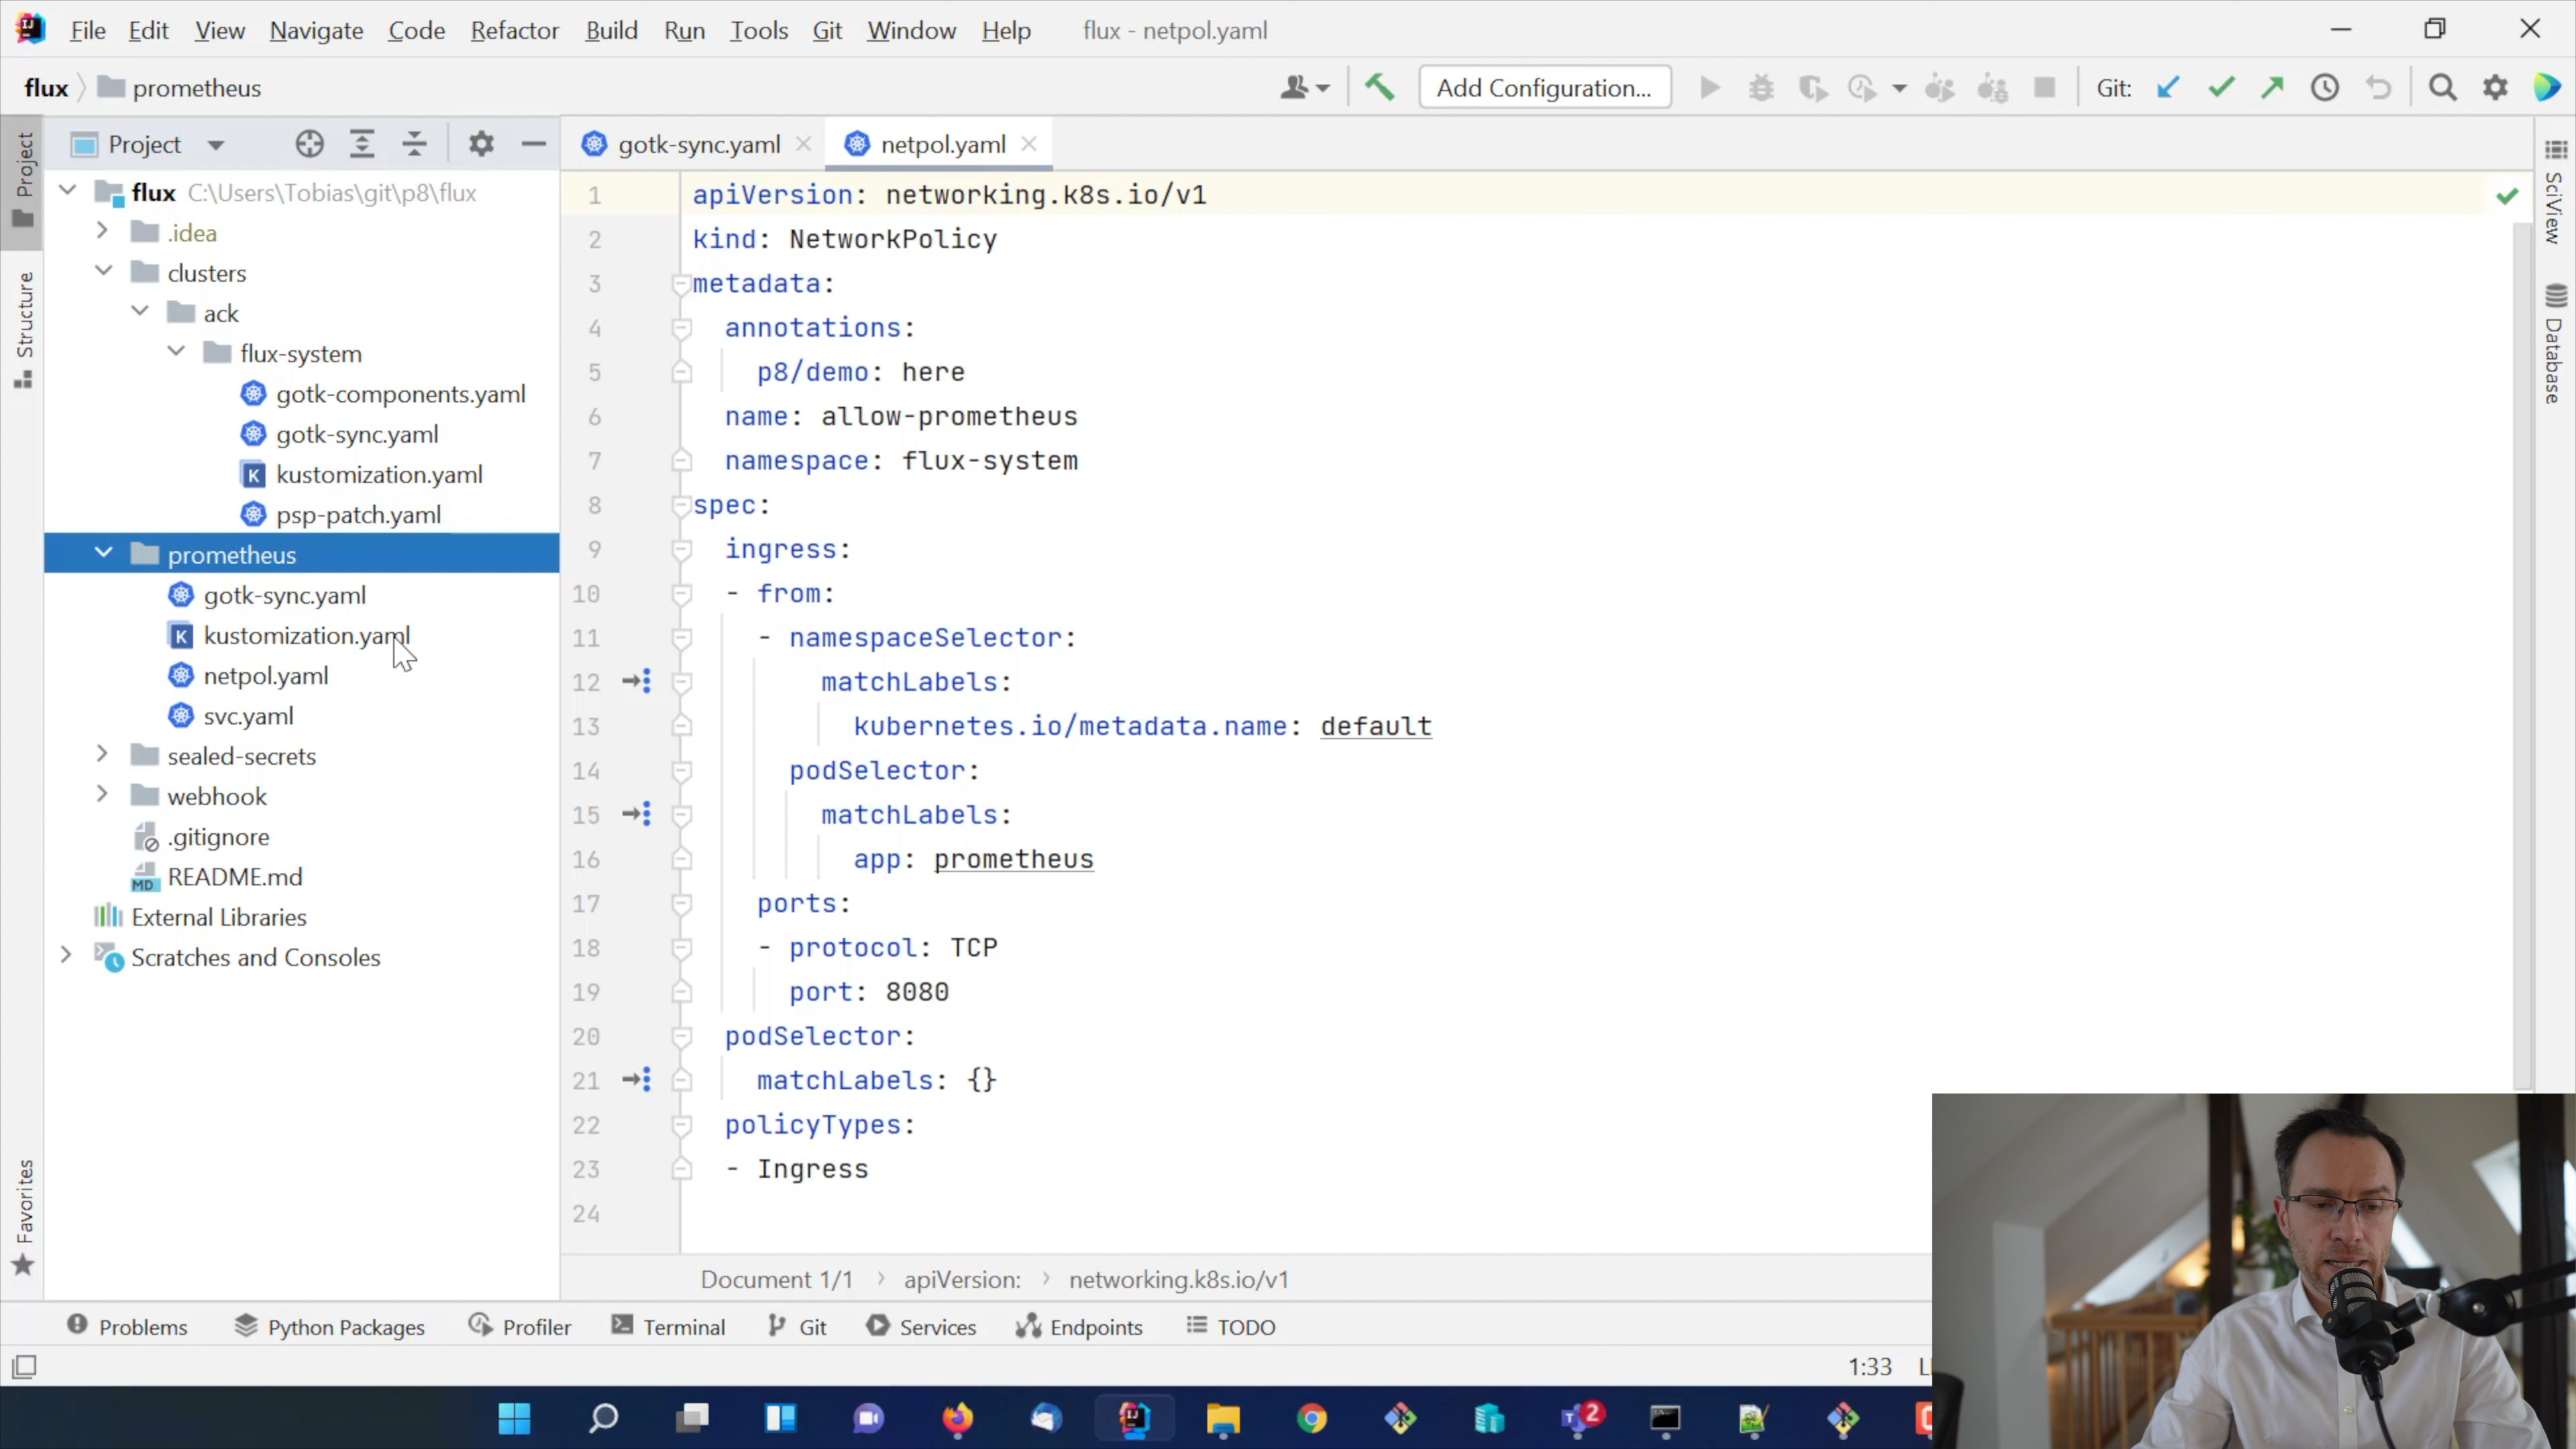 File Edit View Navigate Code Refactor Build Run Tools Git Window Help flux - netpol.yaml
flux prometheus Add Configuration... Git:
Project
Structure
Favorites
Project
flux C:\Users\Tobias\git\p8\flux
.idea
clusters
ack
flux-system
gotk-components.yaml
gotk-sync.yaml
kustomization.yaml
psp-patch.yaml
prometheus
gotk-sync.yaml
kustomization.yaml
netpol.yaml
svc.yaml
sealed-secrets
webhook
.gitignore
README.md
External Libraries
Scratches and Consoles
gotk-sync.yaml netpol.yaml
1 apiVersion: networking.k8s.io/v1
2 kind: NetworkPolicy
3 metadata:
4 annotations:
5 p8/demo: here
6 name: allow-prometheus
7 namespace: flux-system
8 spec:
9 ingress:
10 - from:
11 - namespaceSelector:
12 matchLabels:
13 kubernetes.io/metadata.name: default
14 podSelector:
15 matchLabels:
16 app: prometheus
17 ports:
18 - protocol: TCP
19 port: 8080
20 podSelector:
21 matchLabels: {}
22 policyTypes:
23 - Ingress
24
SciView
Database
Document 1/1 › apiVersion: › networking.k8s.io/v1
Problems Python Packages Profiler Terminal Git Services Endpoints TODO
1:33
2